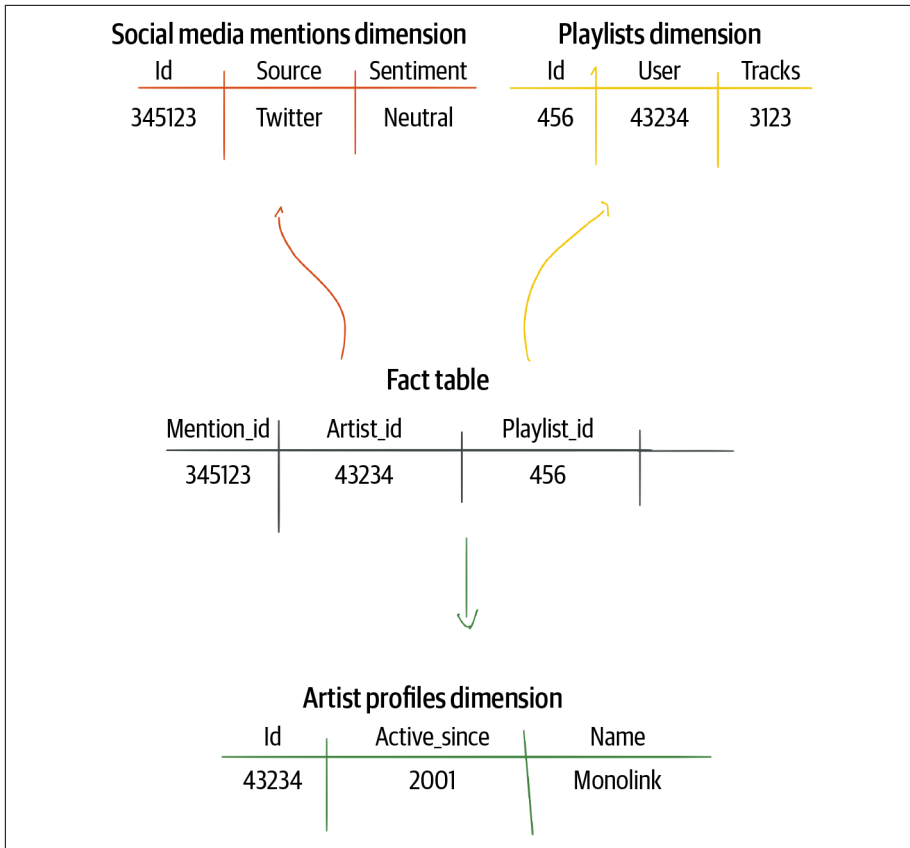 Social media mentions dimension
Id Source Sentiment
345123 Twitter Neutral
Playlists dimension
Id User Tracks
456 43234 3123
Fact table
Mention_id Artist_id Playlist_id
345123 43234 456
Artist profiles dimension
Id Active_since Name
43234 2001 Monolink